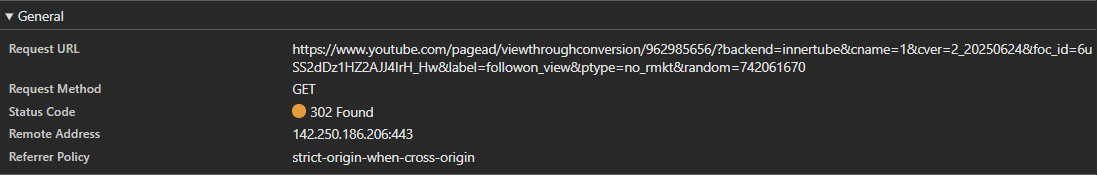 General
Request URL
https://www.youtube.com/pagead/viewthroughconversion/962985656/?backend=innertube&cname=1&cver=2_20250624&foc_id=6u
SS2dDz1HZ2AJJ4IrH_Hw&label=followon_view&ptype=no_rmkt&random=742061670
Request Method
GET
Status Code
302 Found
Remote Address
142.250.186.206:443
Referrer Policy
strict-origin-when-cross-origin